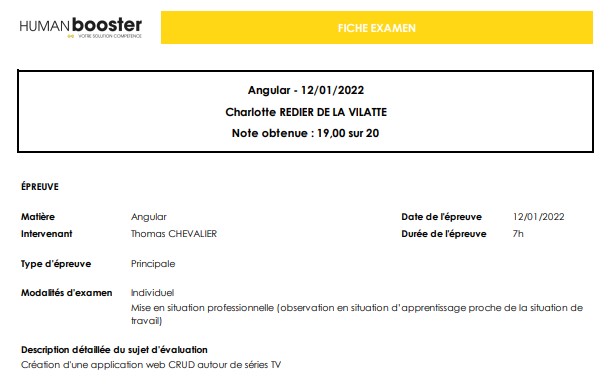 HUMAN booster
VOTRE SOLUTION COMPÉTENCE
FICHE EXAMEN
Angular - 12/01/2022
Charlotte REDIER DE LA VILATTE
Note obtenue : 19,00 sur 20
ÉPREUVE
Matière Angular Date de l'épreuve 12/01/2022
Intervenant Thomas CHEVALIER Durée de l'épreuve 7h
Type d'épreuve Principale
Modalités d'examen Individuel
Mise en situation professionnelle (observation en situation d'apprentissage proche de la situation de
travail)
Description détaillée du sujet d'évaluation
Création d'une application web CRUD autour de séries TV